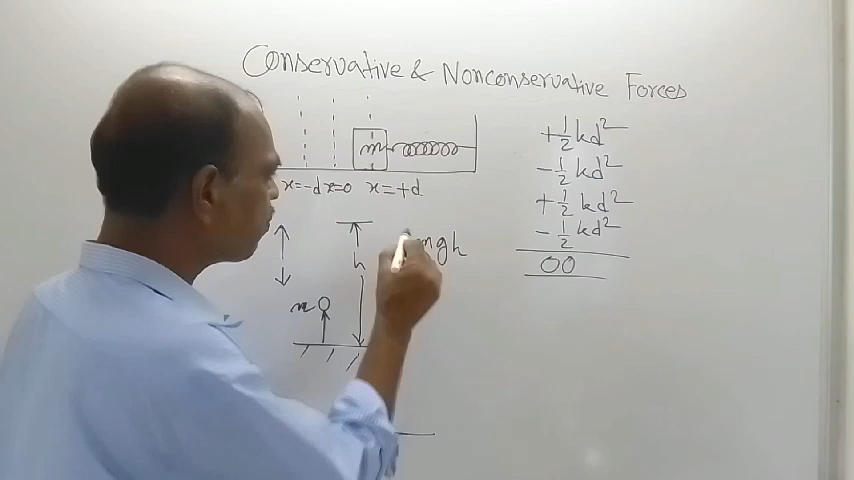 Conservative & Nonconservative Forces
m
x=-d x=0 x=+d
+1/2 kd²
-1/2 kd²
+1/2 kd²
-1/2 kd²
00
h
mgh
m